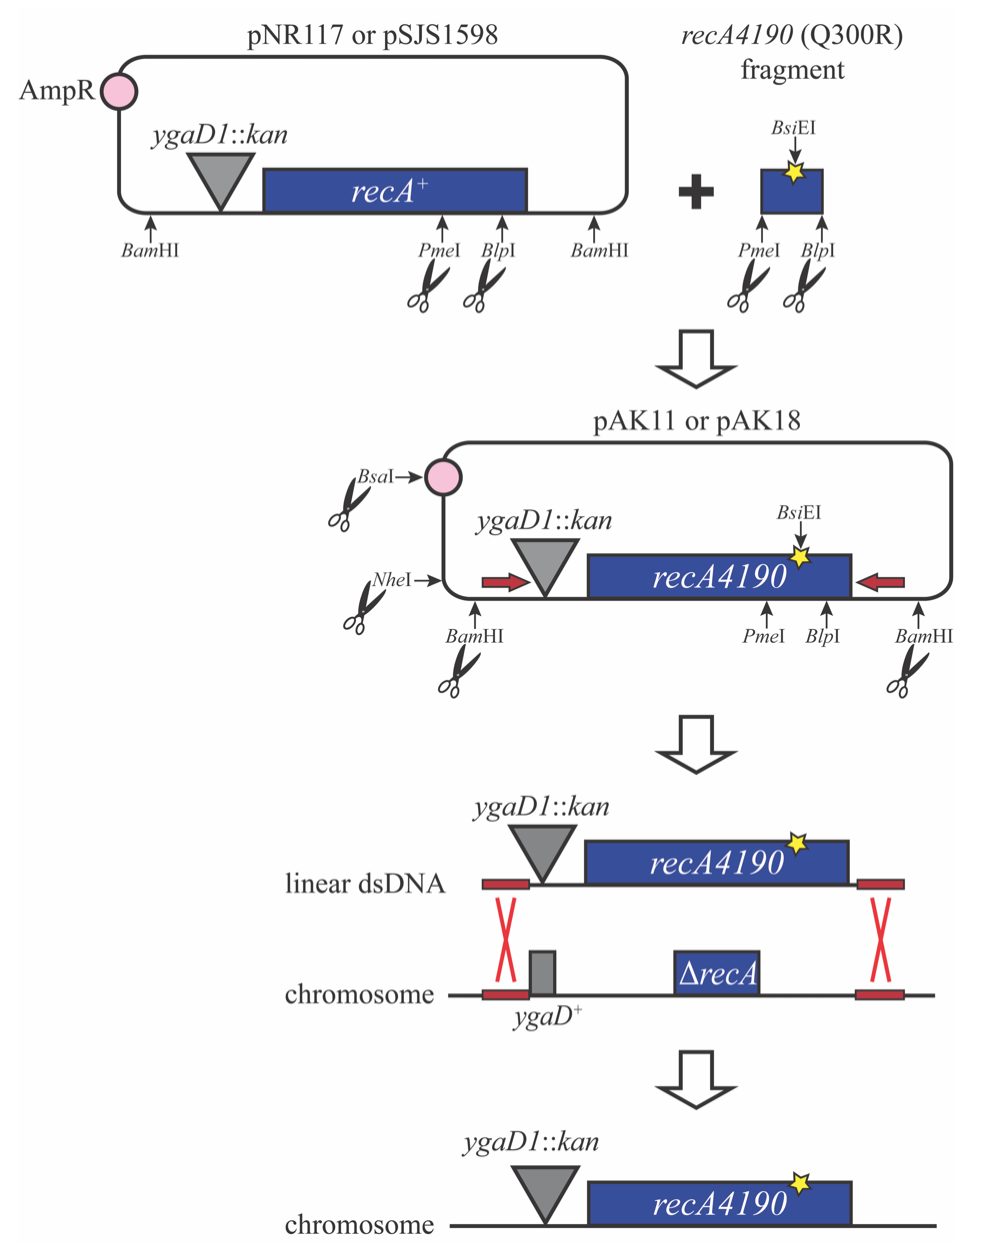 pNR117 or pSJS1598
recA4190 (Q300R)
fragment
AmpR
ygaD1::kan
BsiEI
recA⁺
BamHI
PmeI
BlpI
BamHI
PmeI
BlpI
pAK11 or pAK18
BsaI
ygaD1::kan
BsiEI
NheI
recA4190
BamHI
PmeI
BlpI
BamHI
ygaD1::kan
recA4190
linear dsDNA
chromosome
ΔrecA
ygaD⁺
ygaD1::kan
recA4190
chromosome